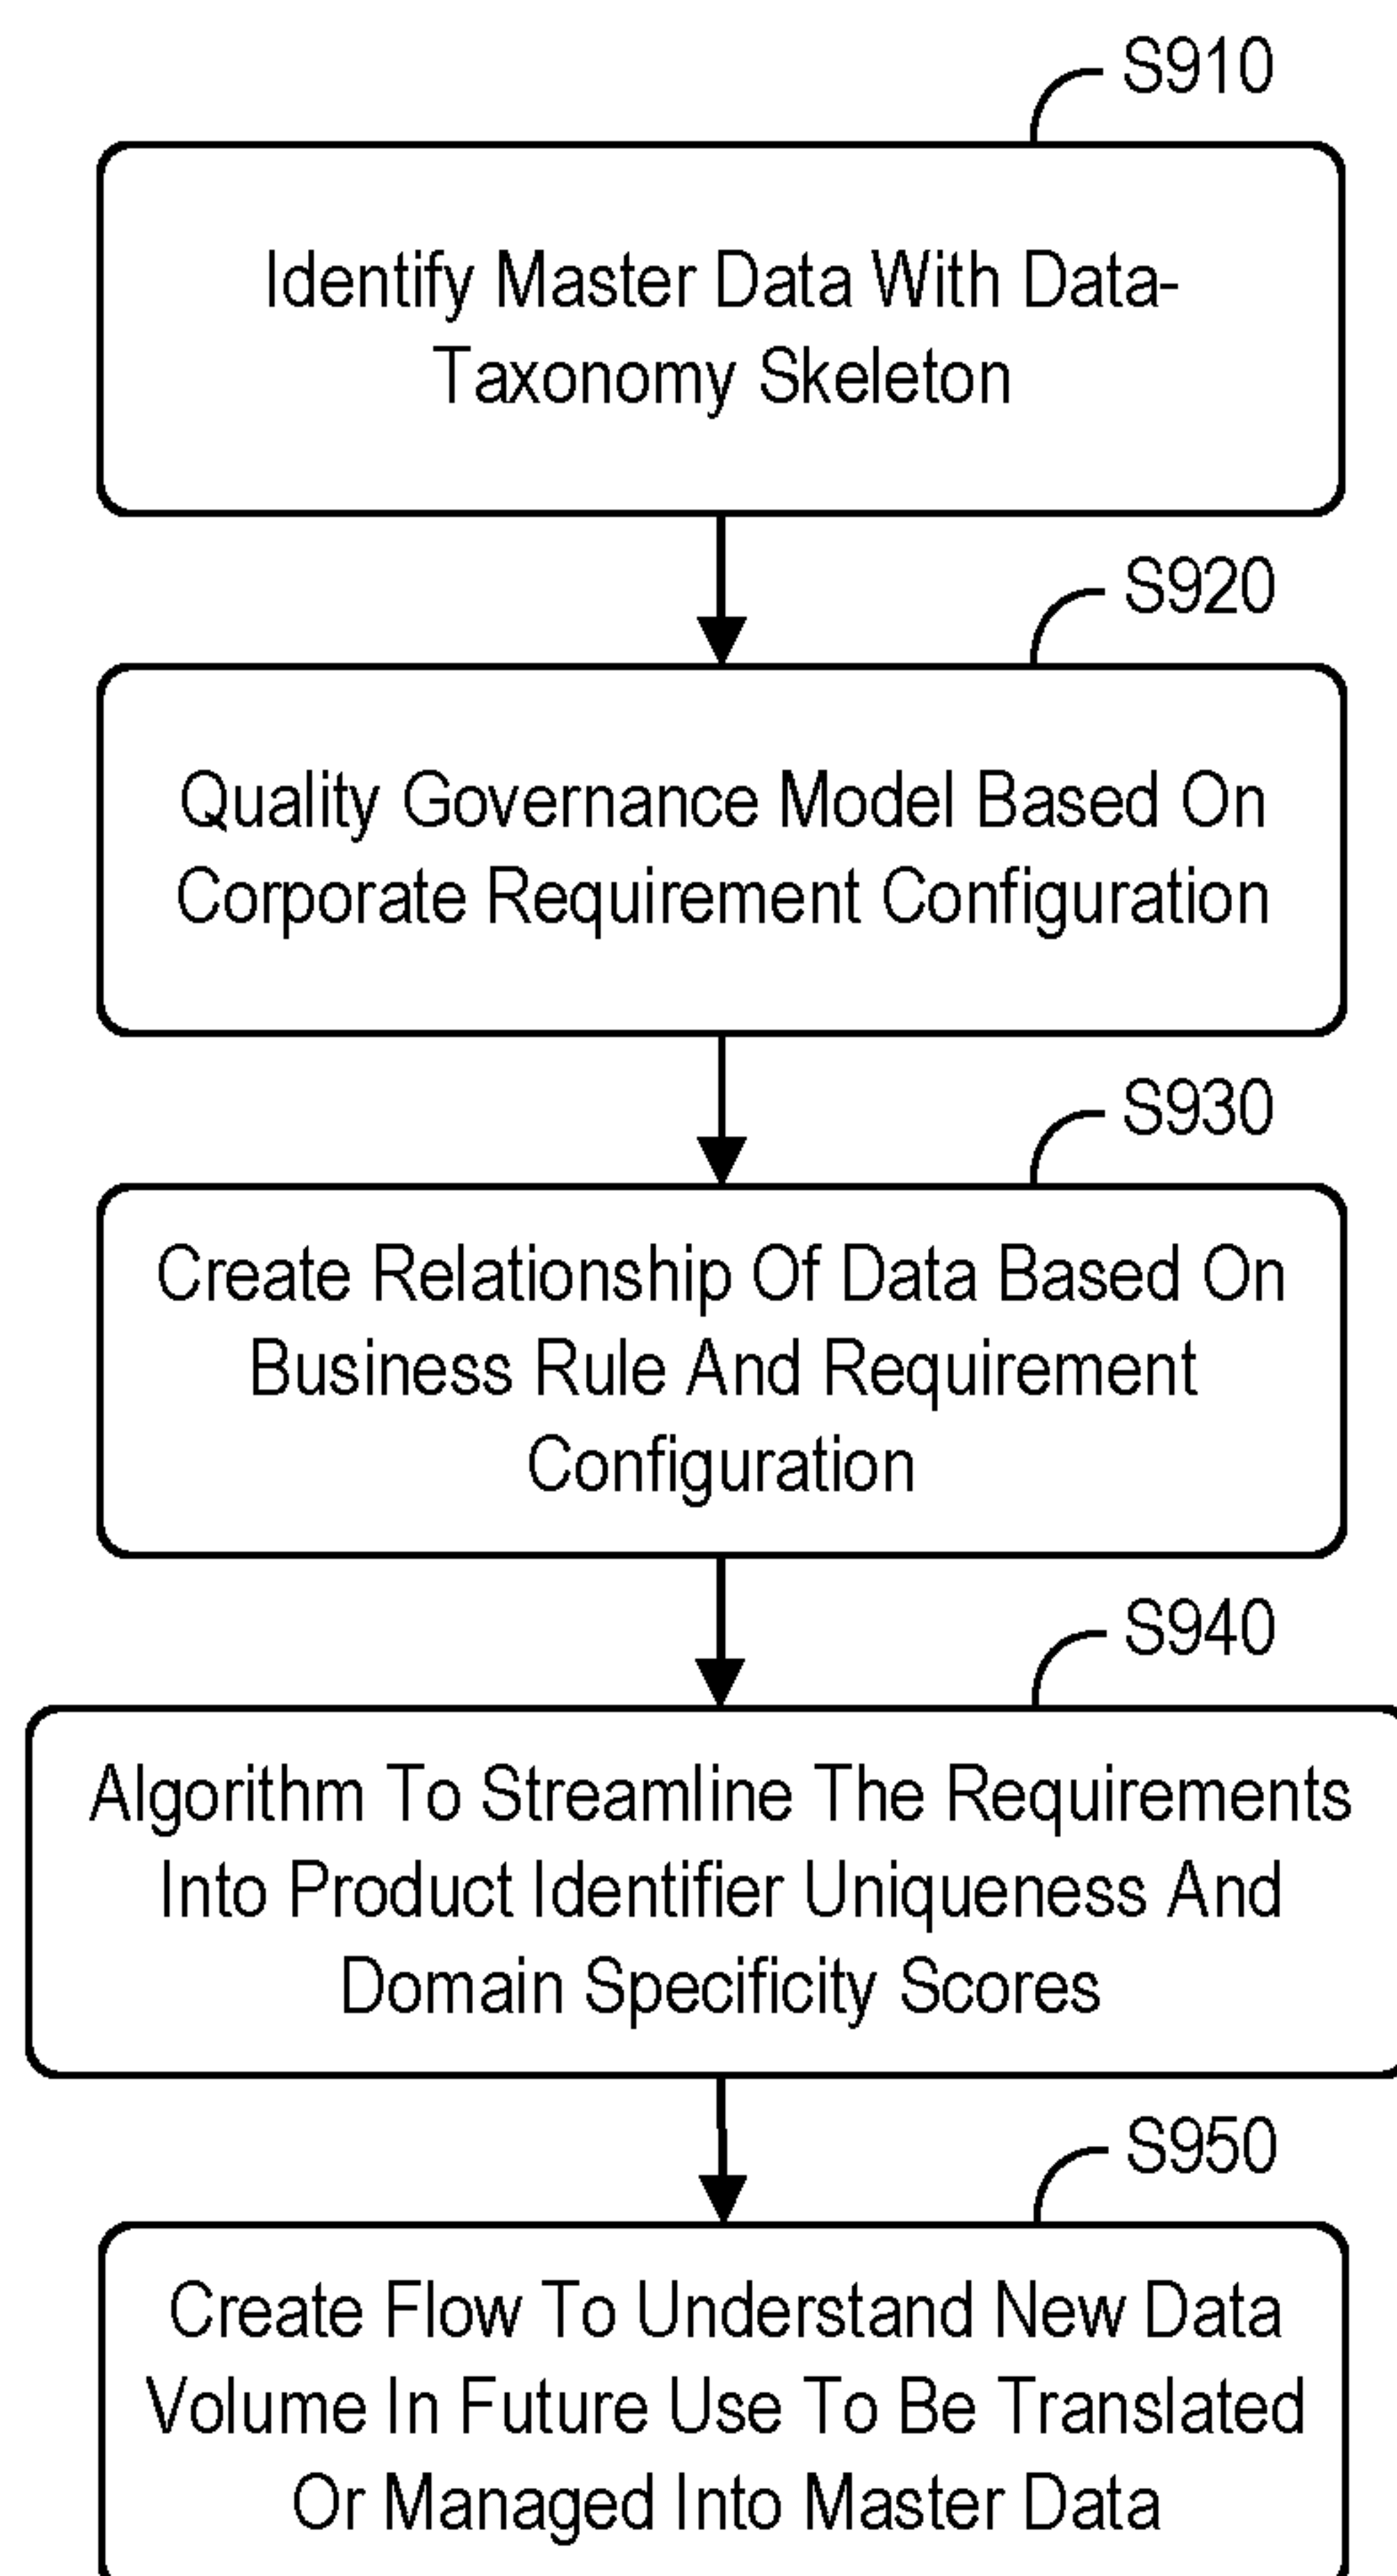 S910
Identify Master Data With Data-
Taxonomy Skeleton
S920
Quality Governance Model Based On
Corporate Requirement Configuration
S930
Create Relationship Of Data Based On
Business Rule And Requirement
Configuration
S940
Algorithm To Streamline The Requirements
Into Product Identifier Uniqueness And
Domain Specificity Scores
S950
Create Flow To Understand New Data
Volume In Future Use To Be Translated
Or Managed Into Master Data